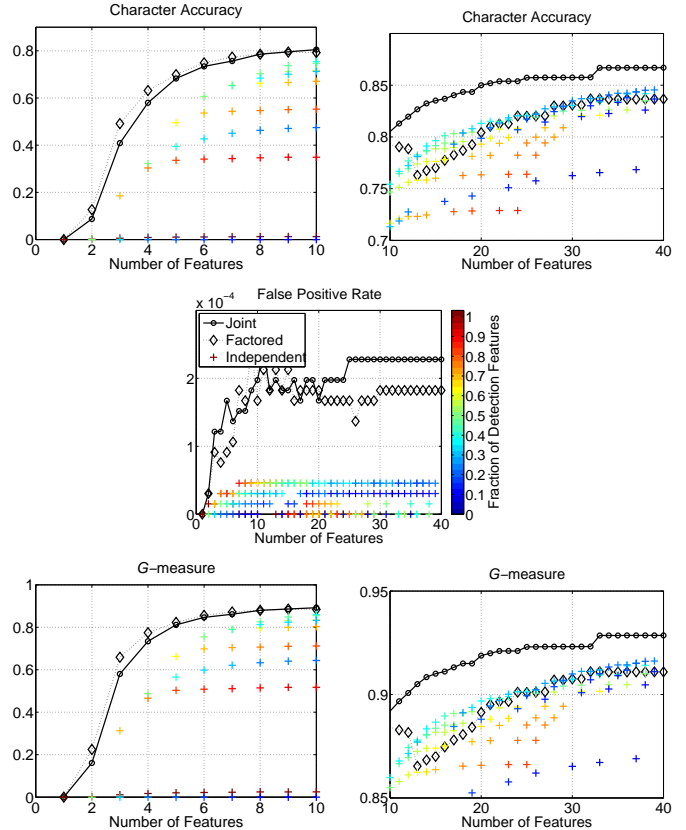 Character Accuracy
0.8
0.6
0.4
0.2
0
0 2 4 6 8 10
Number of Features
Character Accuracy
0.85
0.8
0.75
0.7
10 20 30 40
Number of Features
x 10⁻⁴
False Positive Rate
Joint
Factored
Independent
2
1
0
0 10 20 30 40
Number of Features
1
0.9
0.8
0.7
0.6
0.5
0.4
0.3
0.2
0.1
0
Fraction of Detection Features
G−measure
1
0.8
0.6
0.4
0.2
0
0 2 4 6 8 10
Number of Features
G−measure
0.95
0.9
0.85
10 20 30 40
Number of Features